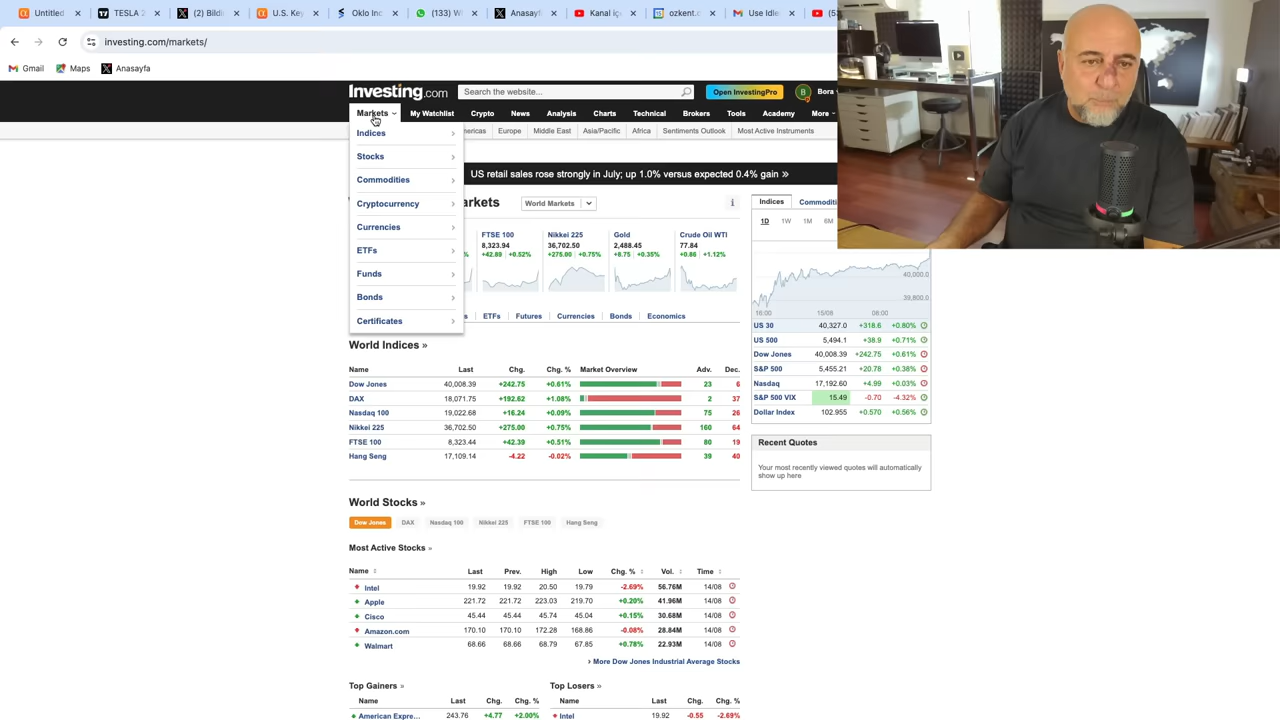 Untitled
TESLA 2
(2) (Bildi
U.S. Key
(2)
(133) W
Anasayf
Potansi
ozkent.c
Use Idle
(5
investing.com/markets/
Gmail
Maps
Anasayfa
Investing.com
Search the website...
Open InvestingPro
B
Bora
Markets
My Watchlist
Crypto
News
Analysis
Charts
Technical
Brokers
Tools
Academy
More
ericas
Europe
Middle East
Asia/Pacific
Africa
Sentiments Outlook
Most Active Instruments
Indices
Stocks
Commodities
Cryptocurrency
Currencies
ETFs
Funds
Bonds
Certificates
US retail sales rose strongly in July; up 1.0% versus expected 0.4% gain »
arkets
World Markets
i
FTSE 100
8,323.94
+42.89 +0.52%
Nikkei 225
36,702.50
+275.00 +0.75%
Gold
2,488.45
+8.75 +0.35%
Crude Oil WTI
77.84
+0.86 +1.12%
s
ETFs
Futures
Currencies
Bonds
Economics
World Indices »
Name Last Chg. Chg. % Market Overview Adv. Dec.
Dow Jones 40,008.39 +242.75 +0.61% 23 6
DAX 18,071.75 +192.62 +1.08% 2 37
Nasdaq 100 19,022.68 +16.24 +0.09% 75 26
Nikkei 225 36,702.50 +275.00 +0.75% 160 64
FTSE 100 8,323.44 +42.39 +0.51% 80 19
Hang Seng 17,109.14 -4.22 -0.02% 39 40
World Stocks »
Dow Jones
DAX
Nasdaq 100
Nikkei 225
FTSE 100
Hang Seng
Most Active Stocks »
Name Last Prev. High Low Chg. % Vol. Time
Intel 19.92 19.92 20.50 19.79 -2.69% 56.76M 14/08
Apple 221.72 221.72 223.03 219.70 +0.20% 41.96M 14/08
Cisco 45.44 45.44 45.74 45.04 +0.15% 30.68M 14/08
Amazon.com 170.10 170.10 172.28 168.86 -0.08% 28.84M 14/08
Walmart 68.66 68.66 68.79 67.85 +0.78% 22.93M 14/08
› More Dow Jones Industrial Average Stocks
Top Gainers »
Name Last Chg. Chg. %
American Expre... 243.76 +4.77 +2.00%
Top Losers »
Name Last Chg. Chg. %
Intel 19.92 -0.55 -2.69%
Indices
Commoditi
1D
1W
1M
6M
40,000.0
39,800.0
16:00
15/08
08:00
US 30 40,327.0 +318.6 +0.80%
US 500 5,494.1 +38.9 +0.71%
Dow Jones 40,008.39 +242.75 +0.61%
S&P 500 5,455.21 +20.78 +0.38%
Nasdaq 17,192.60 +4.99 +0.03%
S&P 500 VIX 15.49 -0.70 -4.32%
Dollar Index 102.955 +0.570 +0.56%
Recent Quotes
Your most recently viewed quotes will automatically
show up here